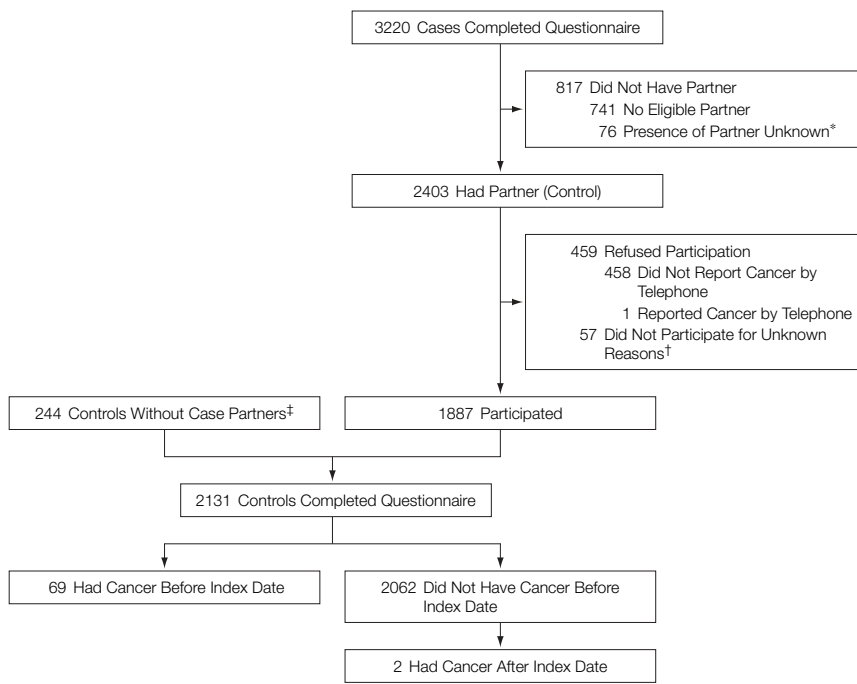 3220 Cases Completed Questionnaire
817 Did Not Have Partner
741 No Eligible Partner
76 Presence of Partner Unknown*
2403 Had Partner (Control)
459 Refused Participation
458 Did Not Report Cancer by
Telephone
1 Reported Cancer by Telephone
57 Did Not Participate for Unknown
Reasons†
244 Controls Without Case Partners‡
1887 Participated
2131 Controls Completed Questionnaire
69 Had Cancer Before Index Date
2062 Did Not Have Cancer Before
Index Date
2 Had Cancer After Index Date